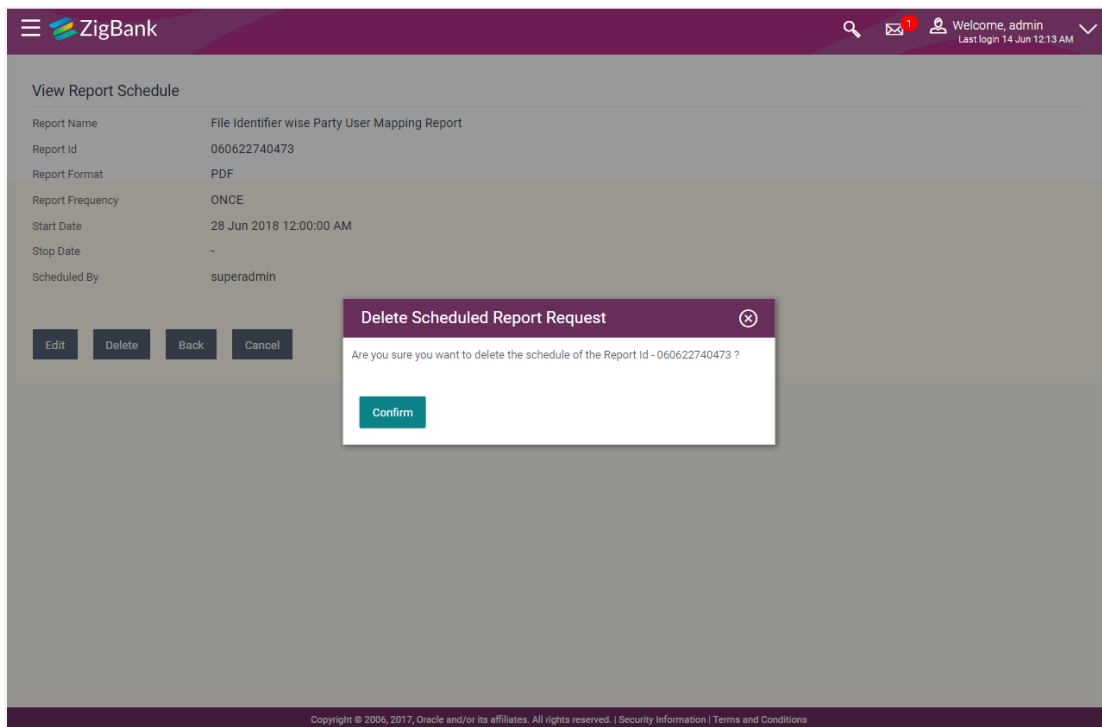 ZigBank
1
Welcome, admin
Last login 14 Jun 12:13 AM
View Report Schedule
Report Name File Identifier wise Party User Mapping Report
Report Id 060622740473
Report Format PDF
Report Frequency ONCE
Start Date 28 Jun 2018 12:00:00 AM
Stop Date -
Scheduled By superadmin
Edit Delete Back Cancel
Delete Scheduled Report Request
Are you sure you want to delete the schedule of the Report Id - 060622740473 ?
Confirm
Copyright © 2006, 2017, Oracle and/or its affiliates. All rights reserved. | Security Information | Terms and Conditions